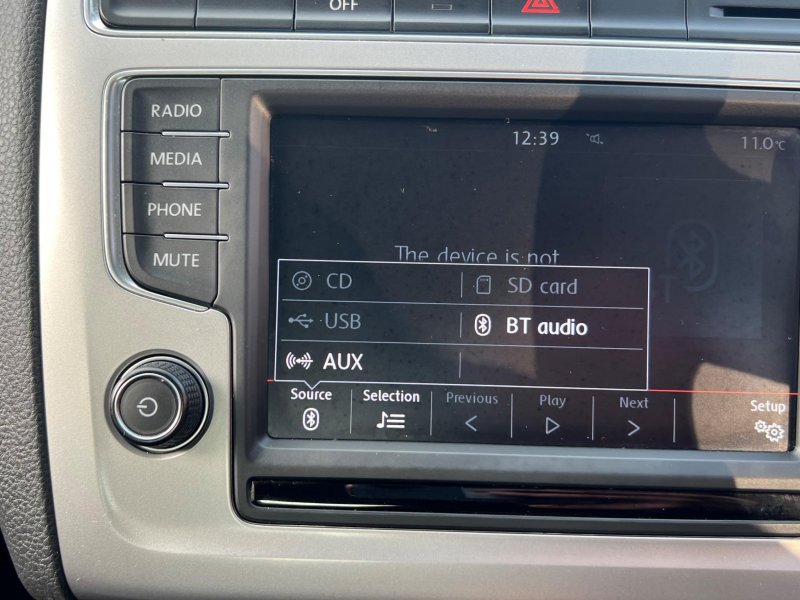 OFF
RADIO
MEDIA
PHONE
MUTE
12:39
11.0°C
The device is not
CD
SD card
USB
BT audio
AUX
Source
Selection
Previous
Play
Next
Setup